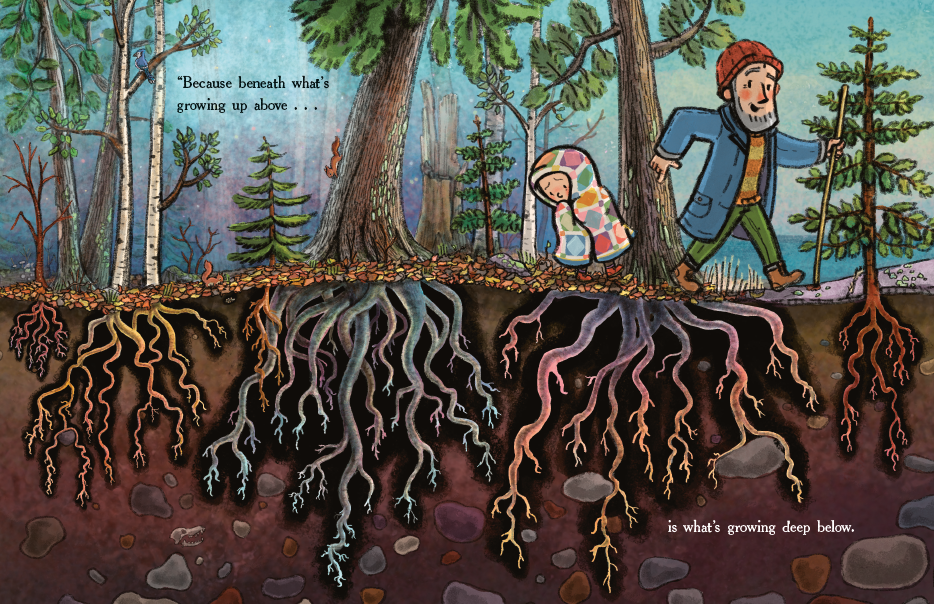 “Because beneath what’s
growing up above . . .
is what’s growing deep below.